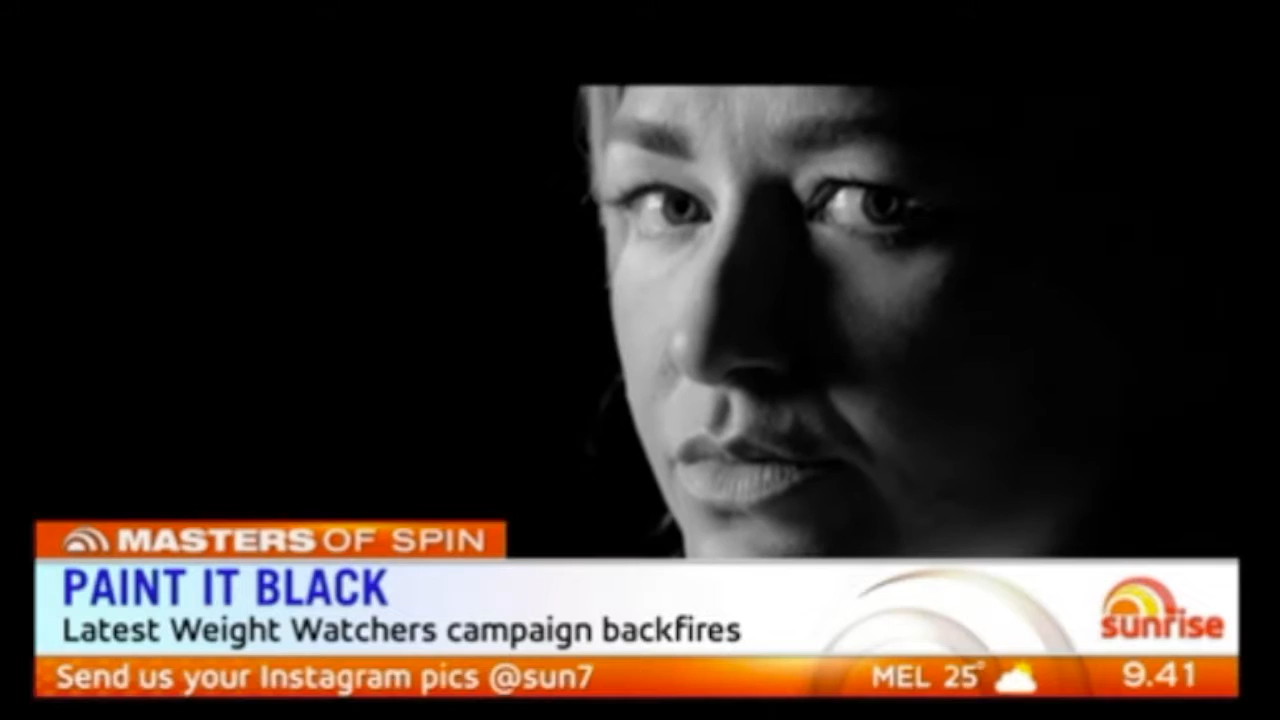 MASTERS OF SPIN
PAINT IT BLACK
Latest Weight Watchers campaign backfires
sunrise
Send us your Instagram pics @sun7
MEL 25°
9.41